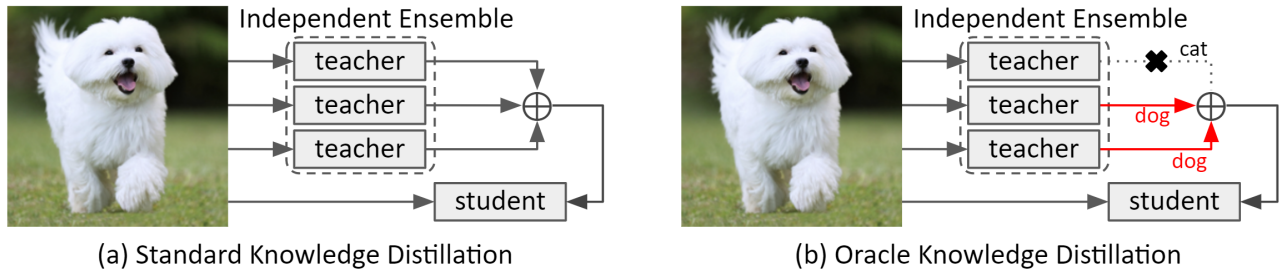 Independent Ensemble
teacher
teacher
teacher
student
(a) Standard Knowledge Distillation
Independent Ensemble
teacher
cat
teacher
dog
teacher
dog
student
(b) Oracle Knowledge Distillation